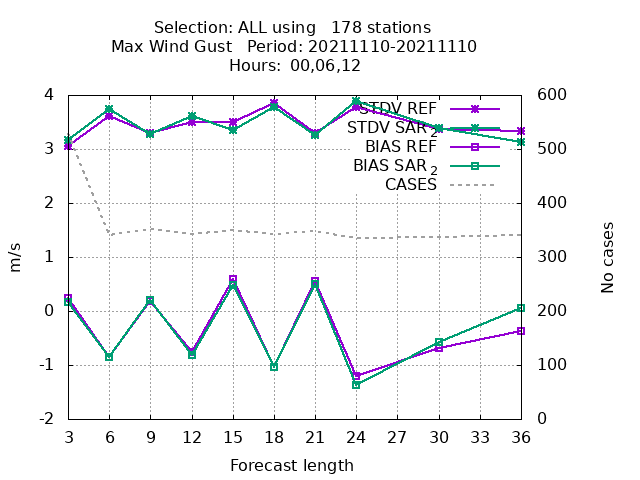 Selection: ALL using   178 stations
Max Wind Gust   Period: 20211110-20211110
Hours:  00,06,12
4
3
2
1
0
-1
-2
m/s
STDV REF
STDV SAR 2
BIAS REF
BIAS SAR 2
CASES
600
500
400
300
200
100
0
No cases
3 6 9 12 15 18 21 24 27 30 33 36
Forecast length